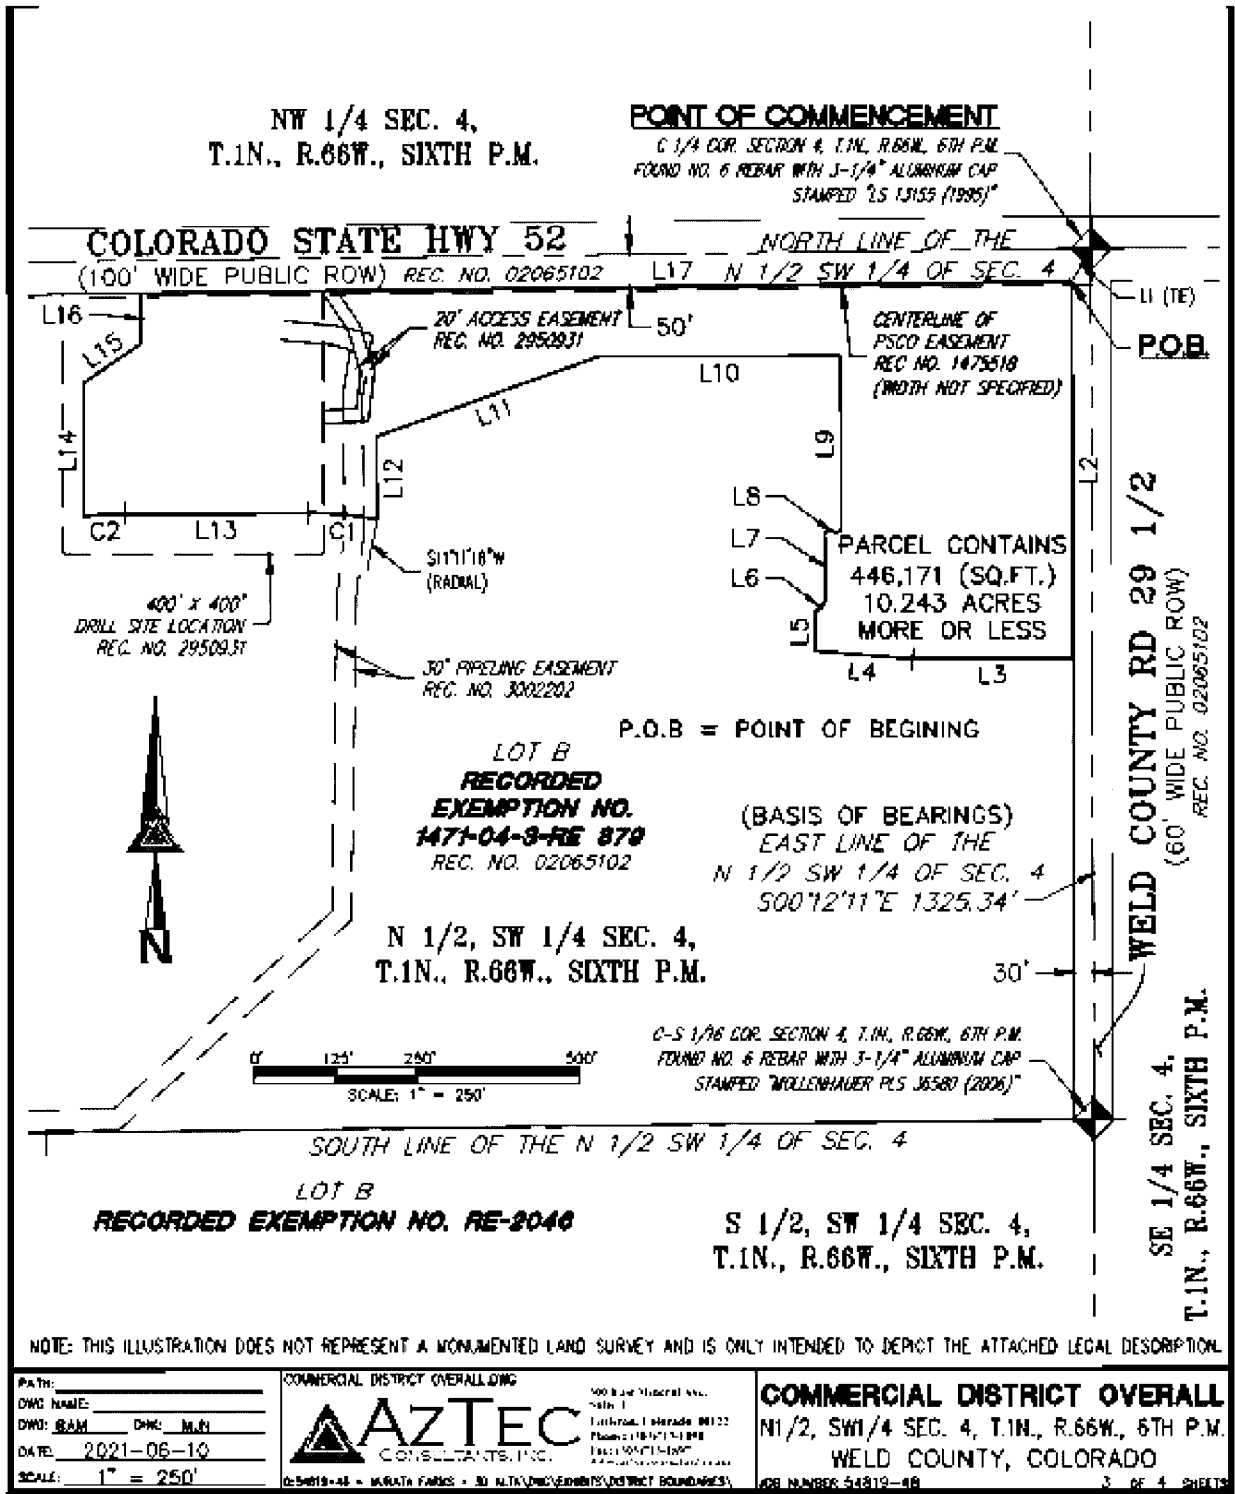 NW 1/4 SEC. 4,
T.1N., R.66W., SIXTH P.M.
POINT OF COMMENCEMENT
C 1/4 COR. SECTION 4, T.1N., R.66W., 6TH P.M.
FOUND NO. 6 REBAR WITH 3-1/4" ALUMINUM CAP
STAMPED "LS 13155 (1995)"
COLORADO STATE HWY 52
(100' WIDE PUBLIC ROW) REC. NO. 02065102
NORTH LINE OF THE
N 1/2 SW 1/4 OF SEC. 4
L17
L1 (TE)
P.O.B.
L16
L15
20' ACCESS EASEMENT
REC. NO. 2950931
50'
CENTERLINE OF
PSCO EASEMENT
REC NO. 1475518
(WIDTH NOT SPECIFIED)
L10
L11
L14
L12
L9
L2
L8
L7
L6
L5
C2
L13
C1
S11°11'18"W
(RADIAL)
PARCEL CONTAINS
446,171 (SQ.FT.)
10.243 ACRES
MORE OR LESS
400' X 400'
DRILL SITE LOCATION
REC. NO. 2950931
L4
L3
30' PIPELING EASEMENT
REC. NO. 3002202
P.O.B = POINT OF BEGINING
WELD COUNTY RD 29 1/2
(60' WIDE PUBLIC ROW)
REC. NO. 02065102
LOT B
RECORDED
EXEMPTION NO.
1471-04-3-RE 879
REC. NO. 02065102
(BASIS OF BEARINGS)
EAST LINE OF THE
N 1/2 SW 1/4 OF SEC. 4
S00°12'11"E 1325.34'
N
N 1/2, SW 1/4 SEC. 4,
T.1N., R.66W., SIXTH P.M.
30'
C-S 1/16 COR. SECTION 4, T.1N., R.66W., 6TH P.M.
FOUND NO. 6 REBAR WITH 3-1/4" ALUMINUM CAP
STAMPED "MOLLENHAUER PLS 36580 (2006)"
0' 125' 250' 500'
SCALE: 1" = 250'
SOUTH LINE OF THE N 1/2 SW 1/4 OF SEC. 4
LOT B
RECORDED EXEMPTION NO. RE-2046
S 1/2, SW 1/4 SEC. 4,
T.1N., R.66W., SIXTH P.M.
SE 1/4 SEC. 4,
T.1N., R.66W., SIXTH P.M.
NOTE: THIS ILLUSTRATION DOES NOT REPRESENT A MONUMENTED LAND SURVEY AND IS ONLY INTENDED TO DEPICT THE ATTACHED LEGAL DESCRIPTION.
PATH:
DWG NAME:
DWG: BAM CHK: MJN
DATE: 2021-06-10
SCALE: 1" = 250'
COMMERCIAL DISTRICT OVERALL.DWG
AZTEC
CONSULTANTS, INC.
COMMERCIAL DISTRICT OVERALL
N1/2, SW1/4 SEC. 4, T.1N., R.66W., 6TH P.M.
WELD COUNTY, COLORADO
JOB NUMBER 54819-48
3 OF 4 SHEETS